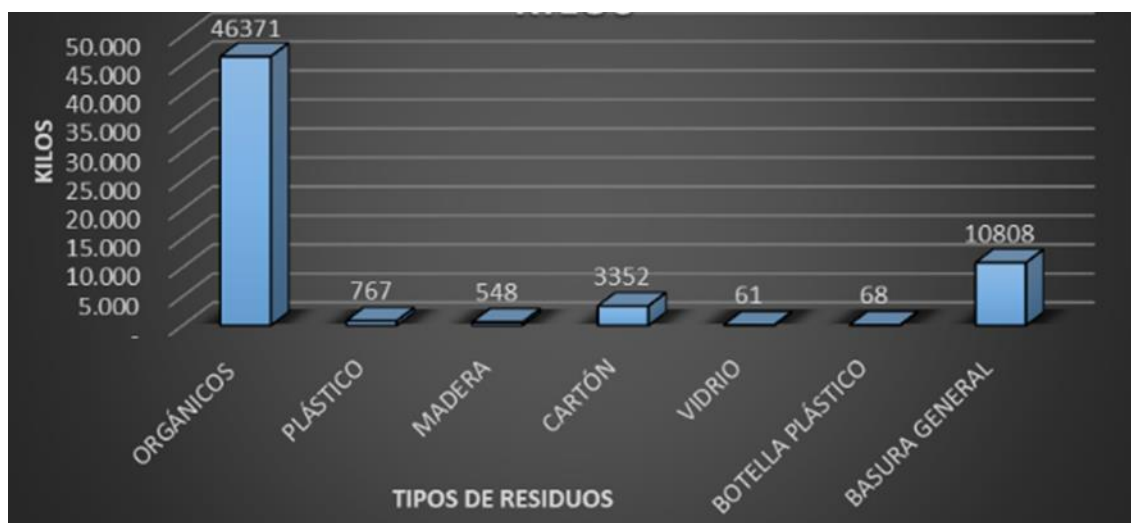 46371
50.000
45.000
40.000
35.000
30.000
25.000
20.000
15.000
10.000
5.000
-
KILOS
767
548
3352
61
68
10808
ORGÁNICOS
PLÁSTICO
MADERA
CARTÓN
VIDRIO
BOTELLA PLÁSTICO
BASURA GENERAL
TIPOS DE RESIDUOS